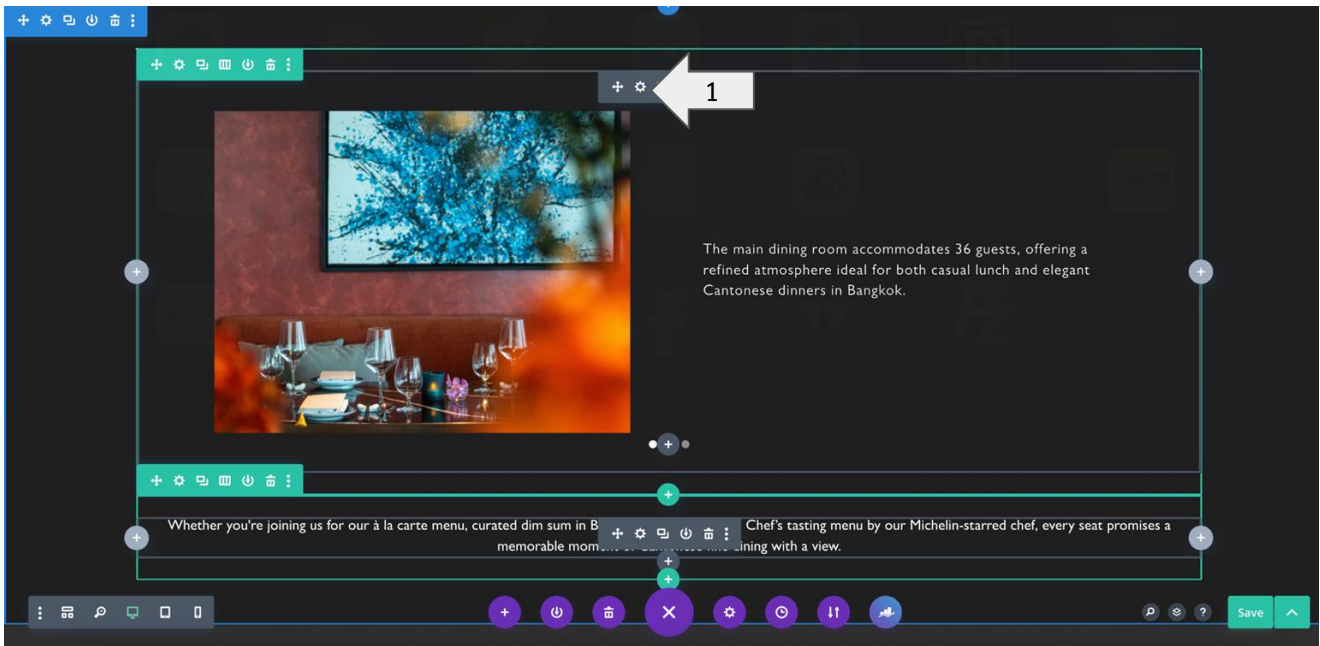 1
The main dining room accommodates 36 guests, offering a
refined atmosphere ideal for both casual lunch and elegant
Cantonese dinners in Bangkok.
Whether you're joining us for our à la carte menu, curated dim sum in B Chef's tasting menu by our Michelin-starred chef, every seat promises a
memorable mom dining with a view.
Save